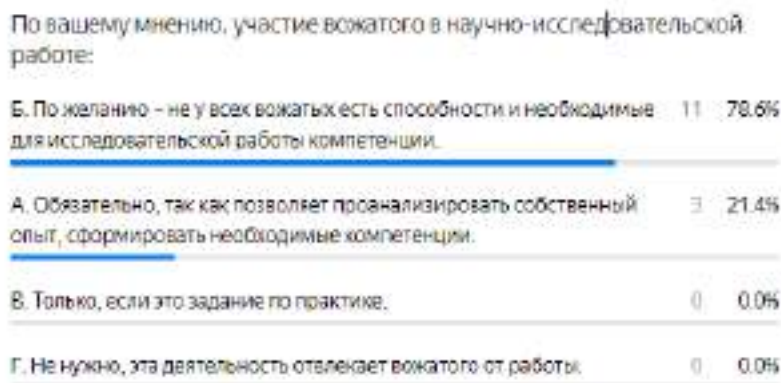 По вашему мнению, участие вожатого в научно-исследовательской
работе:
Б. По желанию – не у всех вожатых есть способности и необходимые 11 78.6%
для исследовательской работы компетенции.
А. Обязательно, так как позволяет проанализировать собственный 3 21.4%
опыт, сформировать необходимые компетенции.
В. Только, если это задание по практике. 0 0.0%
Г. Не нужно, эта деятельность отвлекает вожатого от работы. 0 0.0%